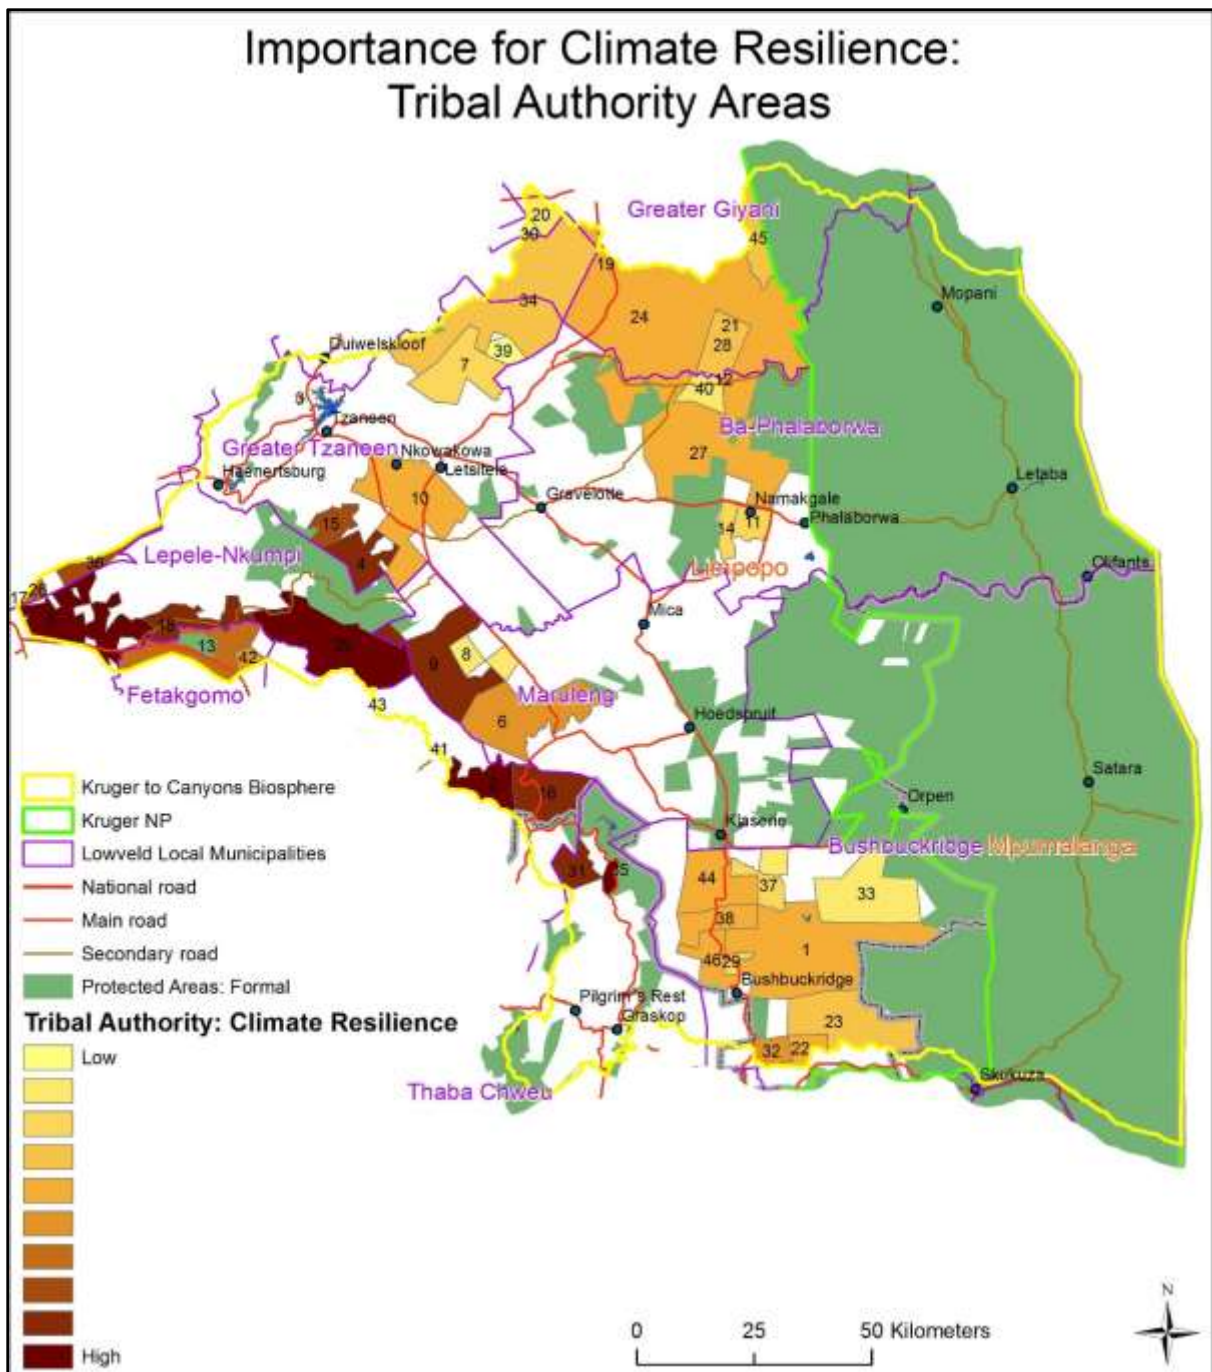 Importance for Climate Resilience:
Tribal Authority Areas
Greater Giyani
20
30
45
19
Mopani
34
24
21
28
Duiwelskloof
39
7
12
40
Tzaneen
Ba-Phalaborwa
Greater Tzaneen
Nkowakowa
27
Haenertsburg
Letsitele
Letaba
10
Gravelotte
Namakgale
15
14
11
Phalaborwa
Lepele-Nkumpi
4
Limpopo
Olifants
17
26
Mica
18
13
42
9
8
Fetakgomo
Maruleng
43
6
Hoedspruit
41
Satara
16
Orpen
Klaserie
Bushbuckridge
Mpumalanga
31
35
44
37
33
38
1
46
29
Bushbuckridge
Pilgrim's Rest
Graskop
23
32
22
Skukuza
Thaba Chweu
Kruger to Canyons Biosphere
Kruger NP
Lowveld Local Municipalities
National road
Main road
Secondary road
Protected Areas: Formal
Tribal Authority: Climate Resilience
Low
High
N
0
25
50 Kilometers